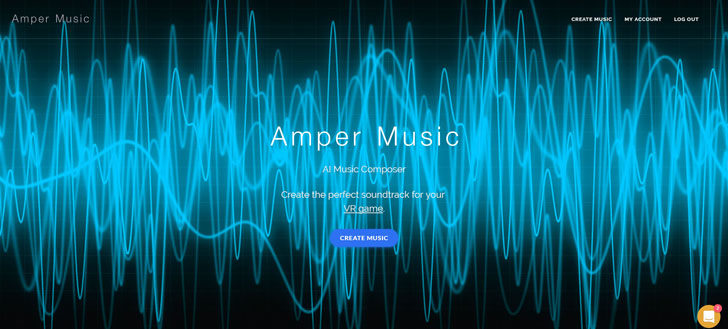 Amper Music
CREATE MUSIC MY ACCOUNT LOG OUT
Amper Music
AI Music Composer
Create the perfect soundtrack for your
VR game.
CREATE MUSIC